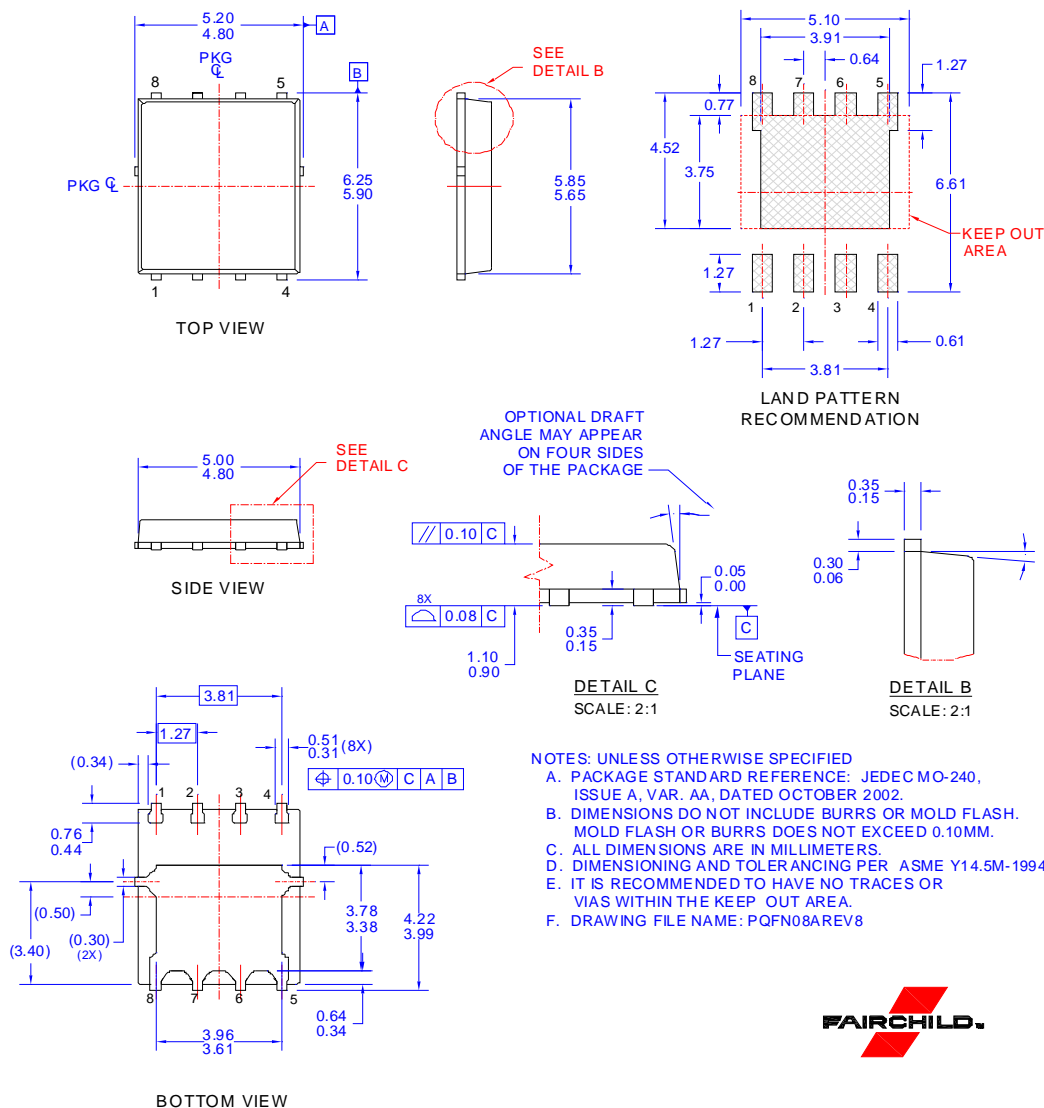 5.20
4.80
A
PKG
CL
B
8
5
PKG CL
6.25
5.90
1
4
TOP VIEW
SEE
DETAIL B
5.85
5.65
5.10
3.91
0.64
1.27
8
7
6
5
0.77
4.52
3.75
6.61
KEEP OUT
AREA
1.27
1
2
3
4
1.27
0.61
3.81
LAND PATTERN
RECOMMENDATION
5.00
4.80
SEE
DETAIL C
SIDE VIEW
OPTIONAL DRAFT
ANGLE MAY APPEAR
ON FOUR SIDES
OF THE PACKAGE
// 0.10 C
8X
0.08 C
1.10
0.90
0.35
0.15
0.05
0.00
C
SEATING
PLANE
DETAIL C
SCALE: 2:1
0.35
0.15
0.30
0.06
DETAIL B
SCALE: 2:1
3.81
1.27
(0.34)
0.51
0.31 (8X)
⌖ 0.10 Ⓜ C A B
1
2
3
4
0.76
0.44
(0.52)
(0.50)
(0.30)
(2X)
(3.40)
3.78
3.38
4.22
3.99
8
7
6
5
0.64
0.34
3.96
3.61
BOTTOM VIEW
NOTES: UNLESS OTHERWISE SPECIFIED
A. PACKAGE STANDARD REFERENCE: JEDEC MO-240,
ISSUE A, VAR. AA, DATED OCTOBER 2002.
B. DIMENSIONS DO NOT INCLUDE BURRS OR MOLD FLASH.
MOLD FLASH OR BURRS DOES NOT EXCEED 0.10MM.
C. ALL DIMENSIONS ARE IN MILLIMETERS.
D. DIMENSIONING AND TOLERANCING PER ASME Y14.5M-1994
E. IT IS RECOMMENDED TO HAVE NO TRACES OR
VIAS WITHIN THE KEEP OUT AREA.
F. DRAWING FILE NAME: PQFN08AREV8
FAIRCHILD™